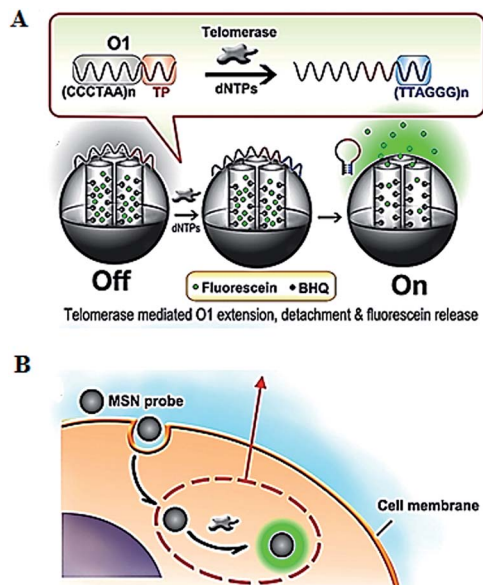 A
O1
Telomerase
dNTPs
(CCCTAA)n
TP
(TTAGGG)n
dNTPs
Off
On
Fluorescein BHQ
Telomerase mediated O1 extension, detachment & fluorescein release
B
MSN probe
Cell membrane